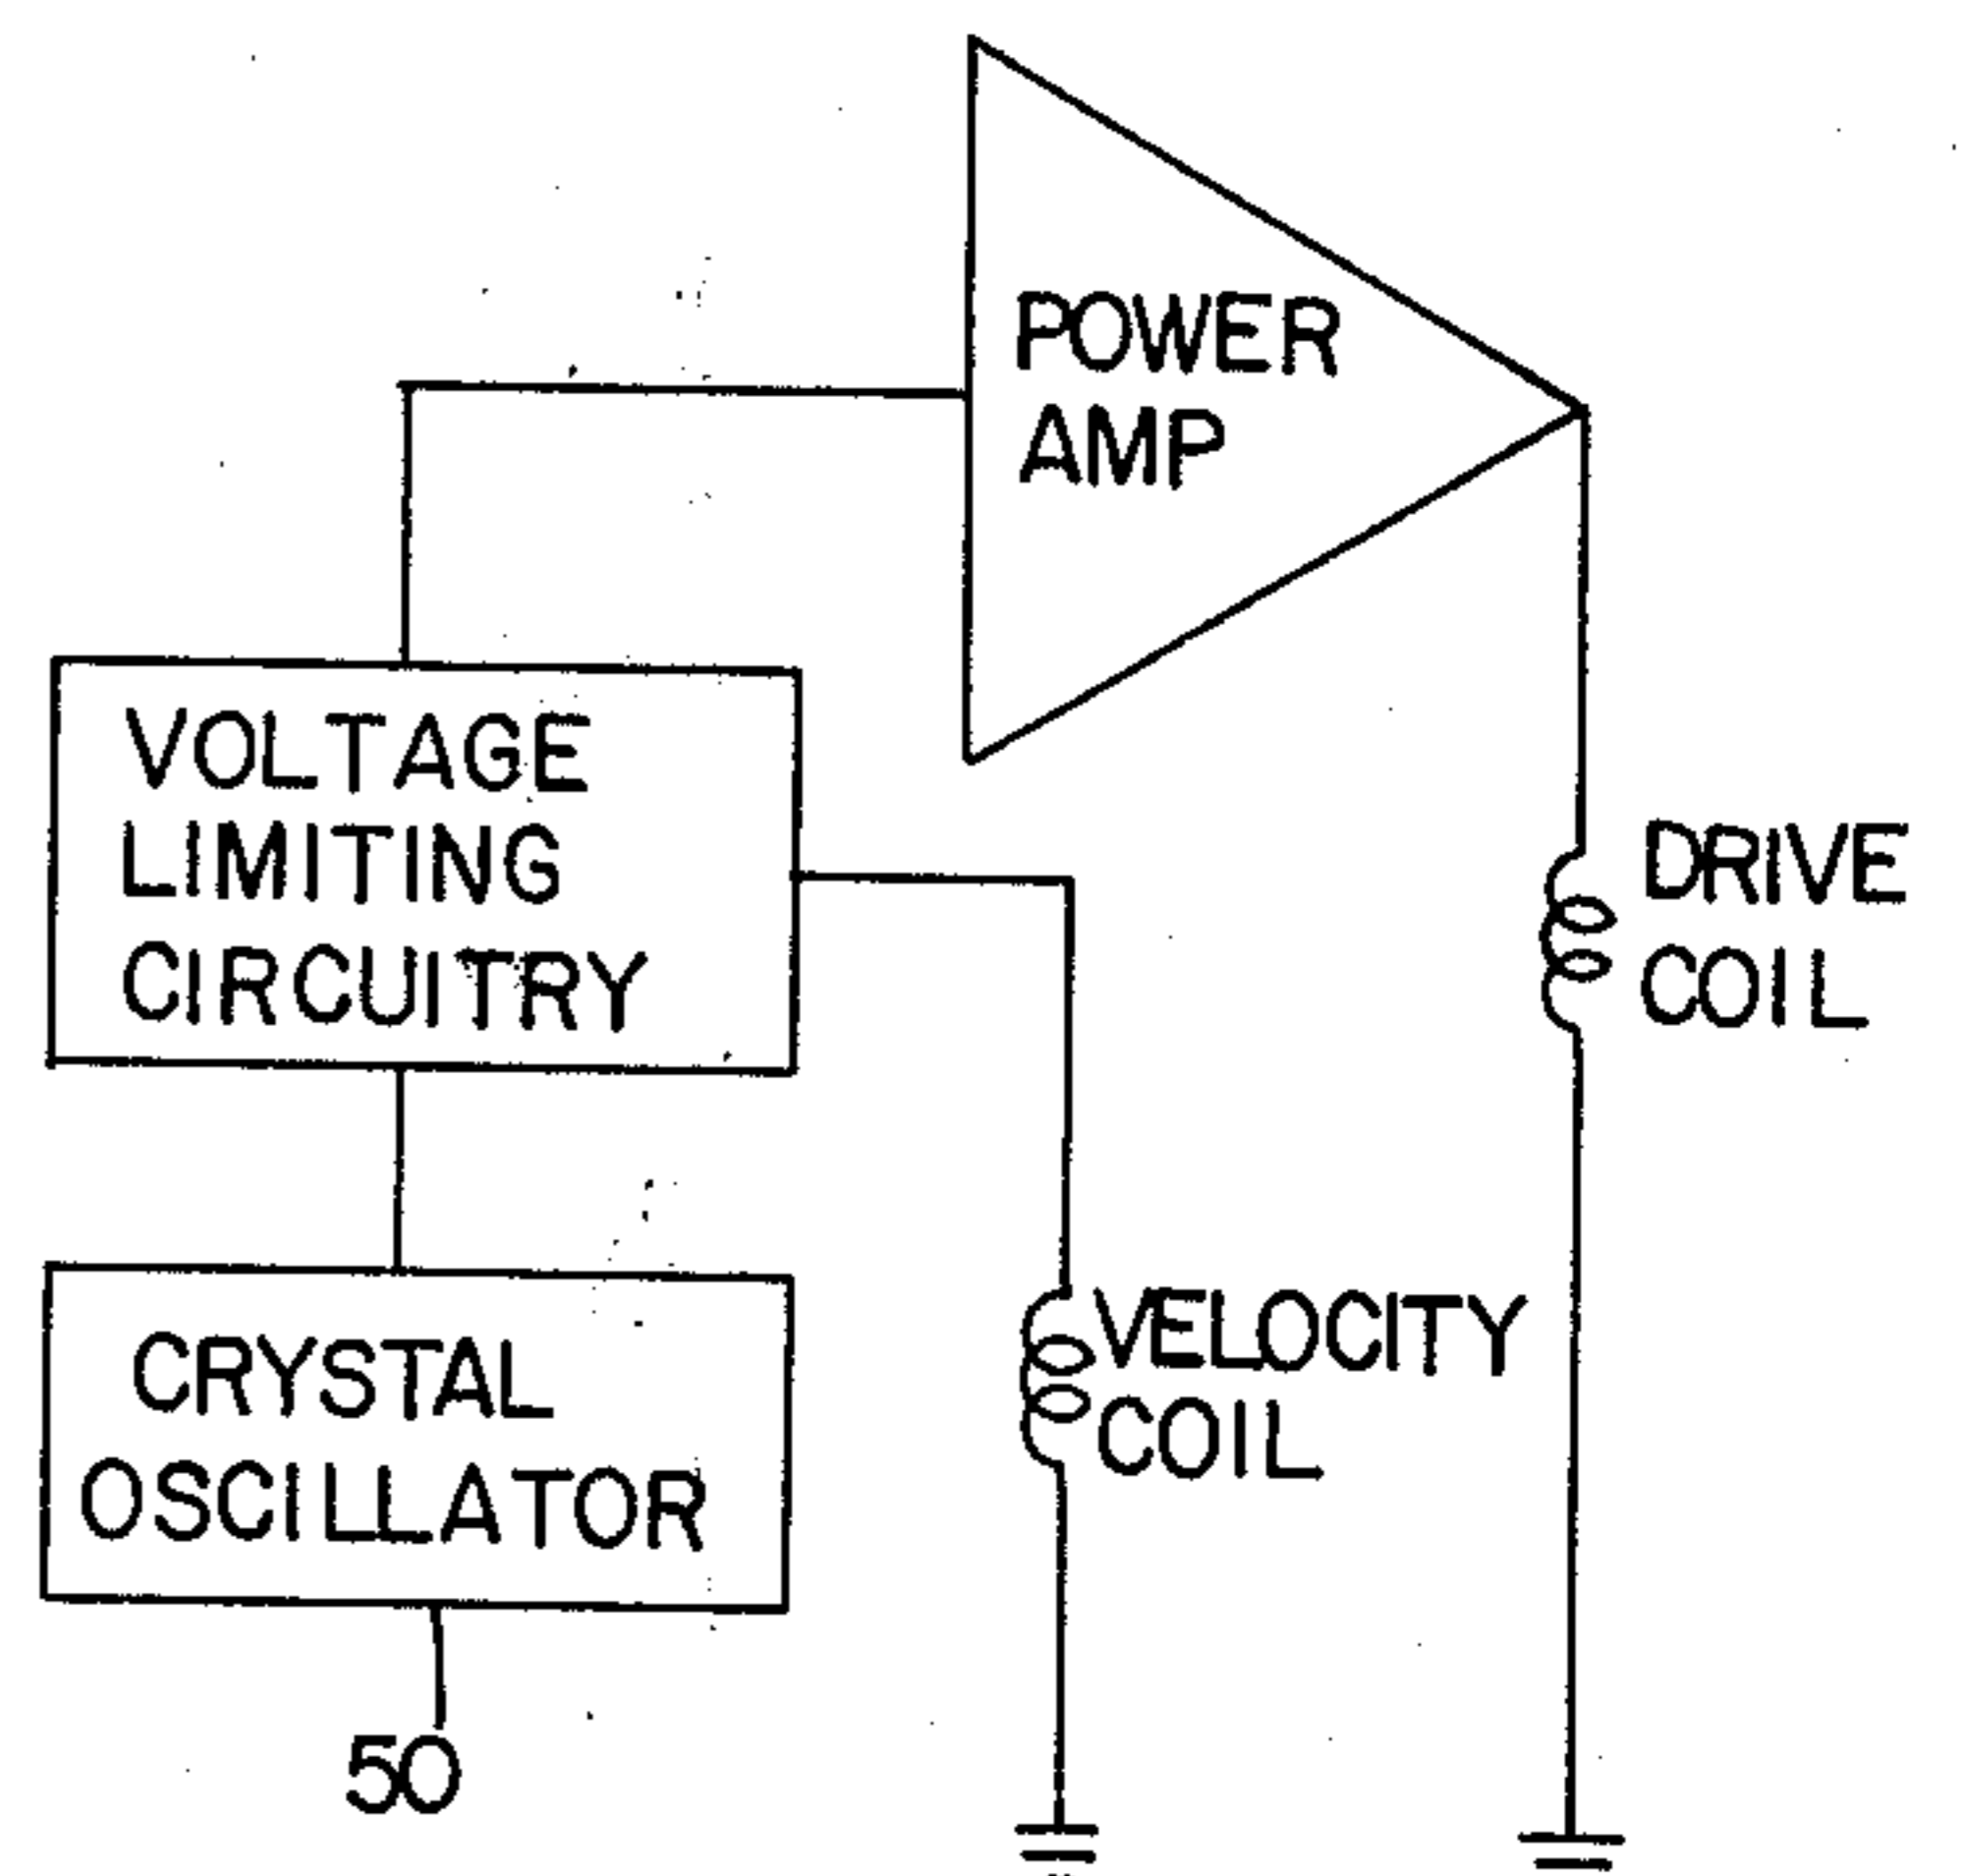 POWER
AMP
VOLTAGE
LIMITING
CIRCUITRY
DRIVE
COIL
VELOCITY
COIL
CRYSTAL
OSCILLATOR
50